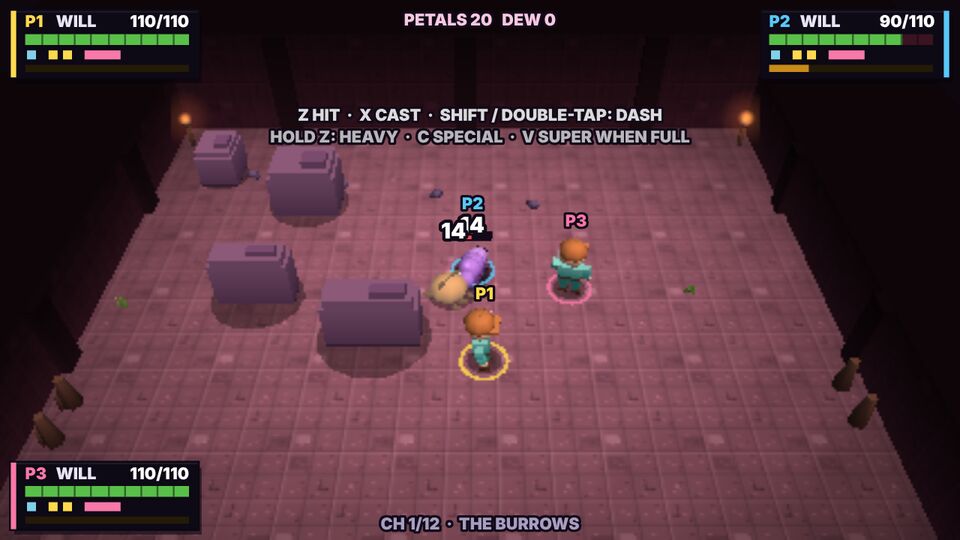 P1 WILL 110/110
PETALS 20 DEW 0
P2 WILL 90/110
Z HIT · X CAST · SHIFT / DOUBLE-TAP: DASH
HOLD Z: HEAVY · C SPECIAL · V SUPER WHEN FULL
P2
14
14
P3
P1
P3 WILL 110/110
CH 1/12 · THE BURROWS